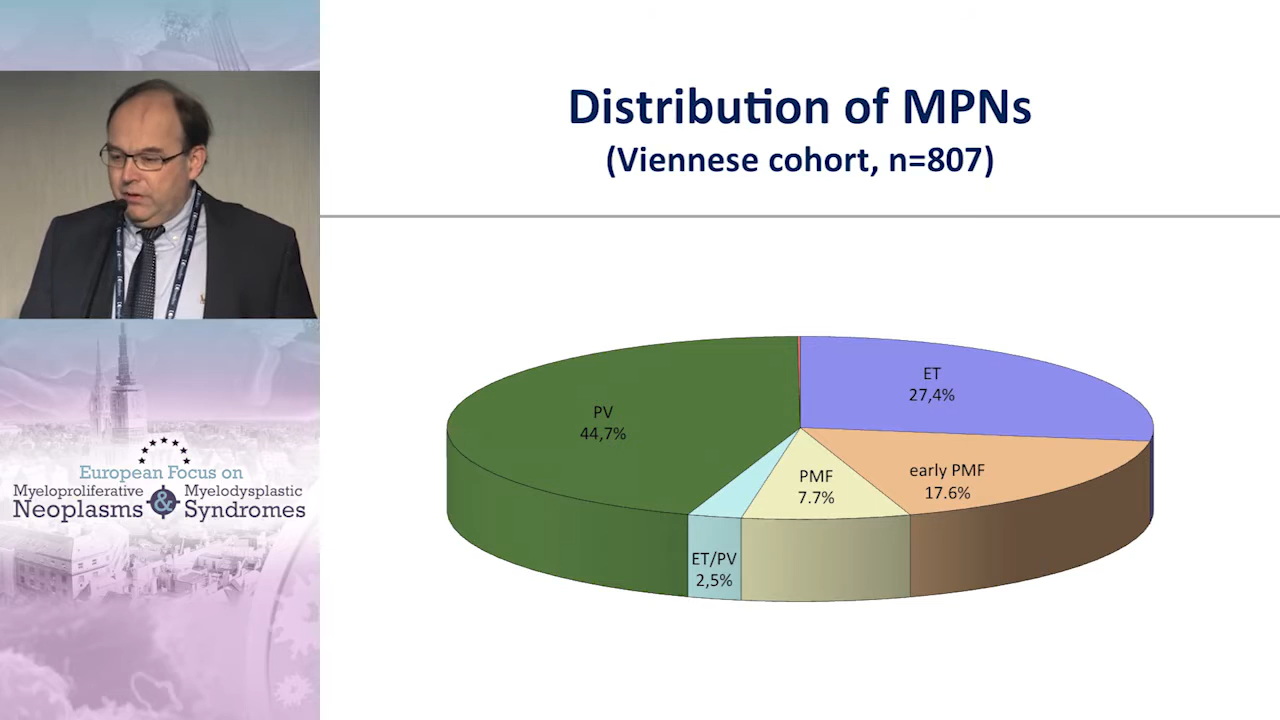 Distribution of MPNs
(Viennese cohort, n=807)
ET
27,4%
PV
44,7%
early PMF
17.6%
PMF
7.7%
ET/PV
2,5%
European Focus on
Myeloproliferative Myelodysplastic
Neoplasms & Syndromes